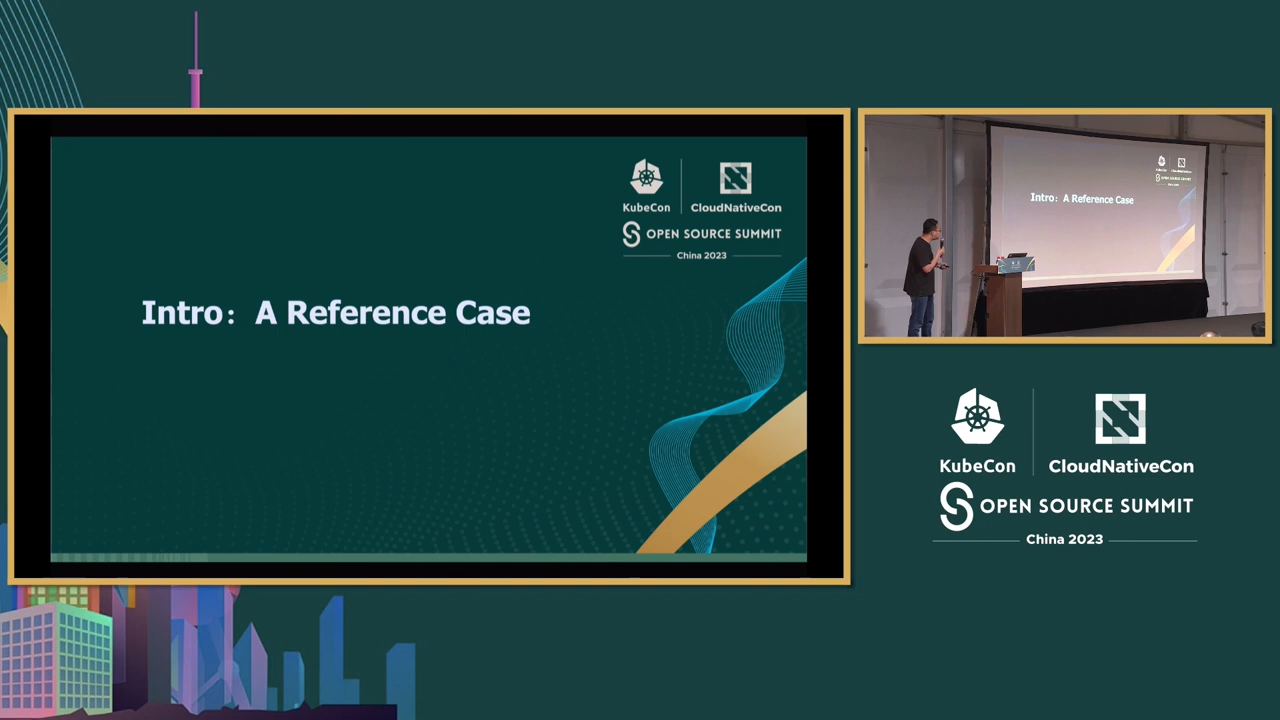 KubeCon
CloudNativeCon
OPEN SOURCE SUMMIT
China 2023
Intro： A Reference Case
Intro： A Reference Case
KubeCon
CloudNativeCon
OPEN SOURCE SUMMIT
China 2023